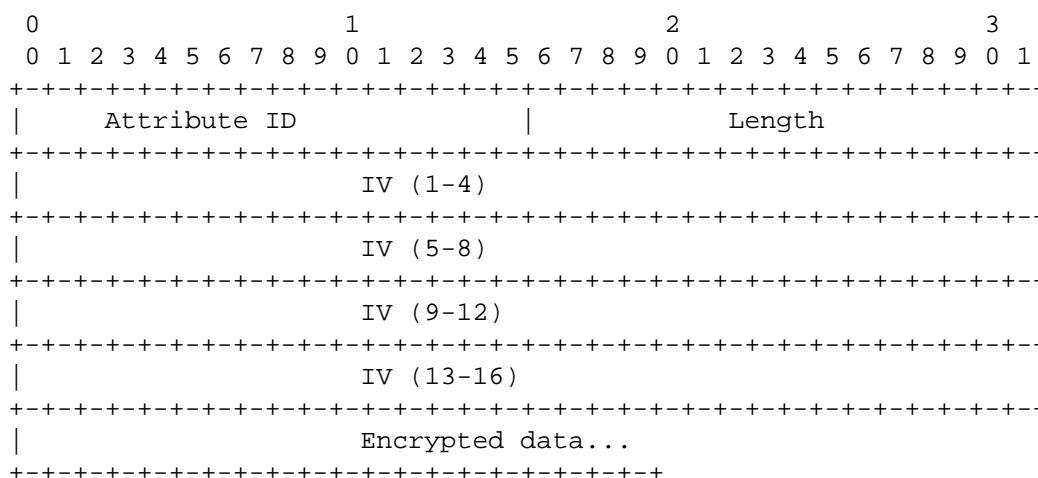 0                   1                   2                   3
 0 1 2 3 4 5 6 7 8 9 0 1 2 3 4 5 6 7 8 9 0 1 2 3 4 5 6 7 8 9 0 1
+-+-+-+-+-+-+-+-+-+-+-+-+-+-+-+-+-+-+-+-+-+-+-+-+-+-+-+-+-+-+-+--
|     Attribute ID              |            Length
+-+-+-+-+-+-+-+-+-+-+-+-+-+-+-+-+-+-+-+-+-+-+-+-+-+-+-+-+-+-+-+--
|                     IV (1-4)
+-+-+-+-+-+-+-+-+-+-+-+-+-+-+-+-+-+-+-+-+-+-+-+-+-+-+-+-+-+-+-+--
|                     IV (5-8)
+-+-+-+-+-+-+-+-+-+-+-+-+-+-+-+-+-+-+-+-+-+-+-+-+-+-+-+-+-+-+-+--
|                     IV (9-12)
+-+-+-+-+-+-+-+-+-+-+-+-+-+-+-+-+-+-+-+-+-+-+-+-+-+-+-+-+-+-+-+--
|                     IV (13-16)
+-+-+-+-+-+-+-+-+-+-+-+-+-+-+-+-+-+-+-+-+-+-+-+-+-+-+-+-+-+-+-+--
|                     Encrypted data...
+-+-+-+-+-+-+-+-+-+-+-+-+-+-+-+-+-+-+-+-+